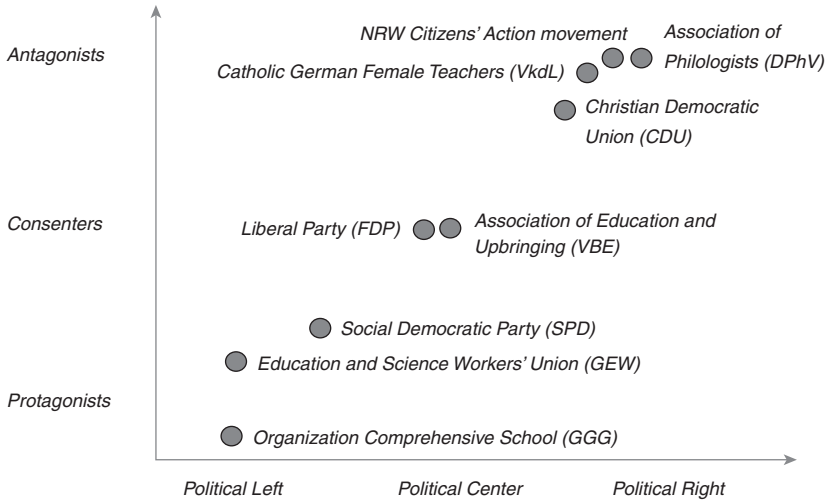 NRW Citizens' Action movement
Association of
Philologists (DPhV)
Antagonists
Catholic German Female Teachers (VkdL)
Christian Democratic
Union (CDU)
Consenters
Liberal Party (FDP)
Association of Education and
Upbringing (VBE)
Social Democratic Party (SPD)
Education and Science Workers' Union (GEW)
Protagonists
Organization Comprehensive School (GGG)
Political Left
Political Center
Political Right